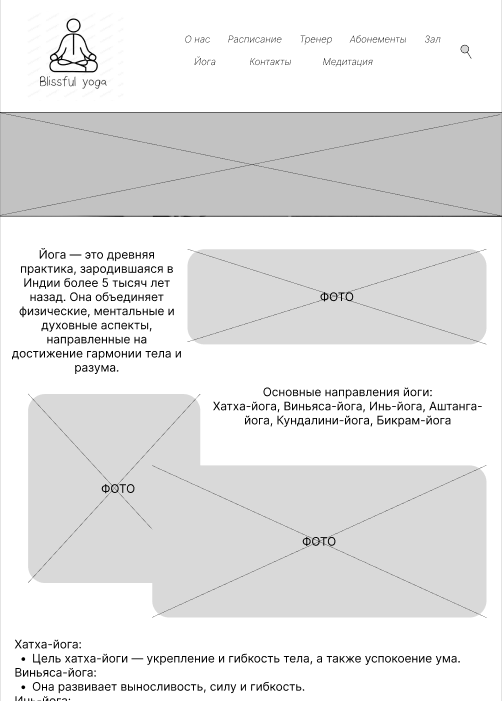 Blissful yoga
О нас Расписание Тренер Абонементы Зал
Йога Контакты Медитация
Йога — это древняя
практика, зародившаяся в
Индии более 5 тысяч лет
назад. Она объединяет
физические, ментальные и
духовные аспекты,
направленные на
достижение гармонии тела и
разума.
ФОТО
Основные направления йоги:
Хатха-йога, Виньяса-йога, Инь-йога, Аштанга-
йога, Кундалини-йога, Бикрам-йога
ФОТО
ФОТО
Хатха-йога:
• Цель хатха-йоги — укрепление и гибкость тела, а также успокоение ума.
Виньяса-йога:
• Она развивает выносливость, силу и гибкость.
Инь-йога: